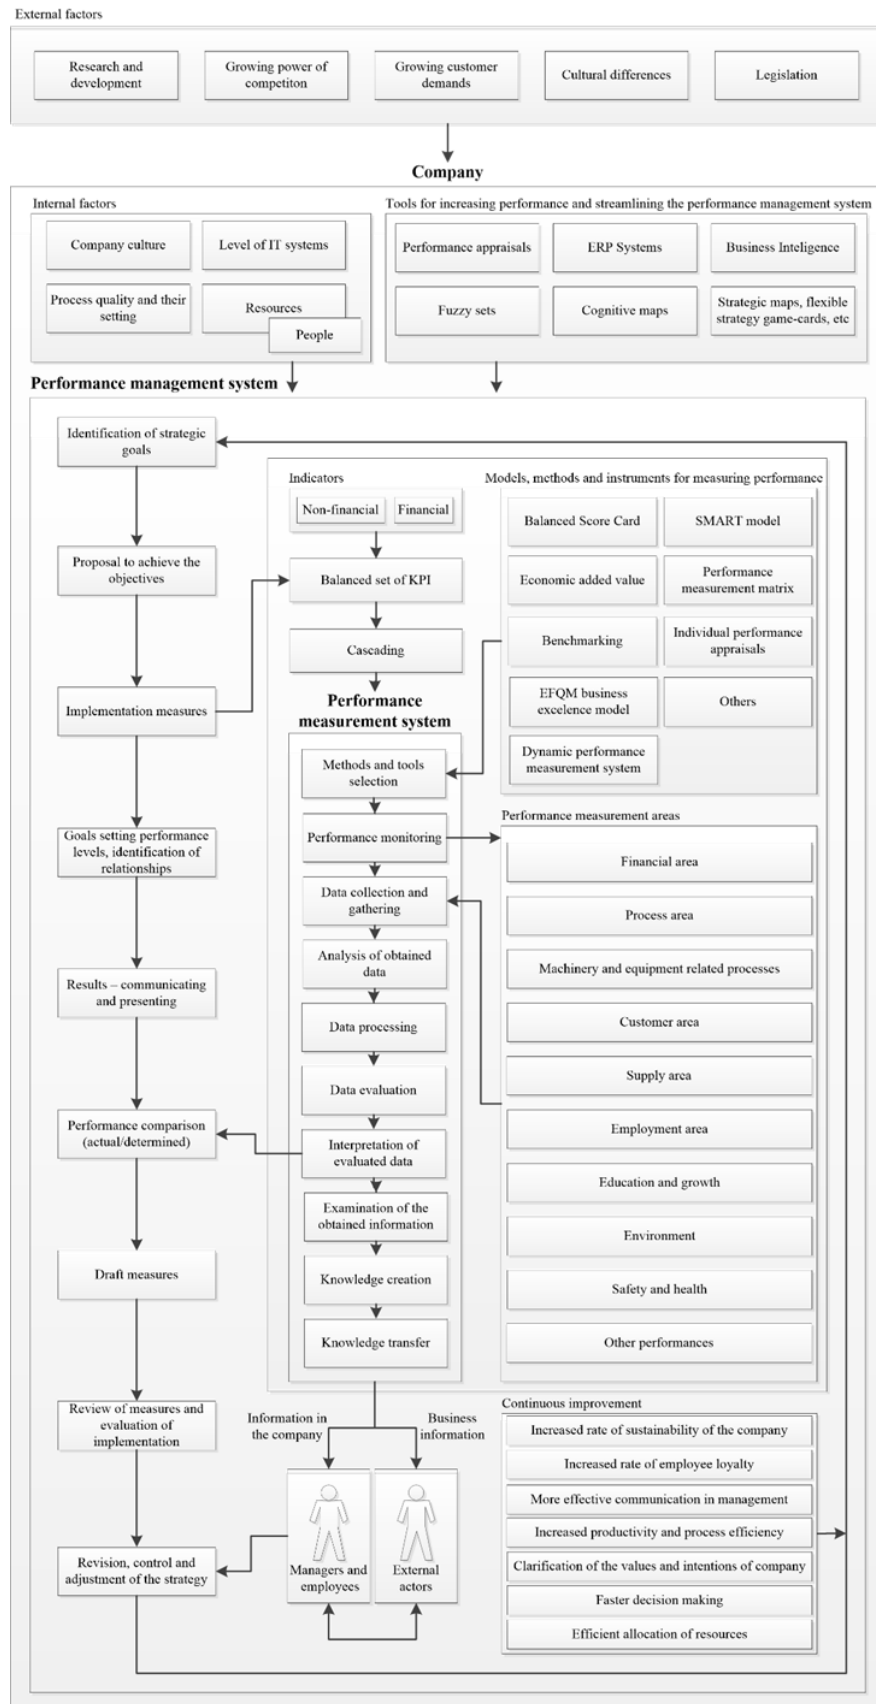 External factors
Research and
development
Growing power of
competiton
Growing customer
demands
Cultural differences
Legislation
Company
Internal factors
Company culture
Level of IT systems
Process quality and their
setting
Resources
People
Tools for increasing performance and streamlining the performance management system
Performance appraisals
ERP Systems
Business Inteligence
Fuzzy sets
Cognitive maps
Strategic maps, flexible
strategy game-cards, etc
Performance management system
Identification of strategic
goals
Proposal to achieve the
objectives
Implementation measures
Goals setting performance
levels, identification of
relationships
Results – communicating
and presenting
Performance comparison
(actual/determined)
Draft measures
Review of measures and
evaluation of
implementation
Revision, control and
adjustment of the strategy
Indicators
Non-financial
Financial
Balanced set of KPI
Cascading
Performance
measurement system
Methods and tools
selection
Performance monitoring
Data collection and
gathering
Analysis of obtained
data
Data processing
Data evaluation
Interpretation of
evaluated data
Examination of the
obtained information
Knowledge creation
Knowledge transfer
Information in
the company
Business
information
Managers and
employees
External
actors
Models, methods and instruments for measuring performance
Balanced Score Card
SMART model
Economic added value
Performance
measurement matrix
Benchmarking
Individual performance
appraisals
EFQM business
excelence model
Others
Dynamic performance
measurement system
Performance measurement areas
Financial area
Process area
Machinery and equipment related processes
Customer area
Supply area
Employment area
Education and growth
Environment
Safety and health
Other performances
Continuous improvement
Increased rate of sustainability of the company
Increased rate of employee loyalty
More effective communication in management
Increased productivity and process efficiency
Clarification of the values and intentions of company
Faster decision making
Efficient allocation of resources